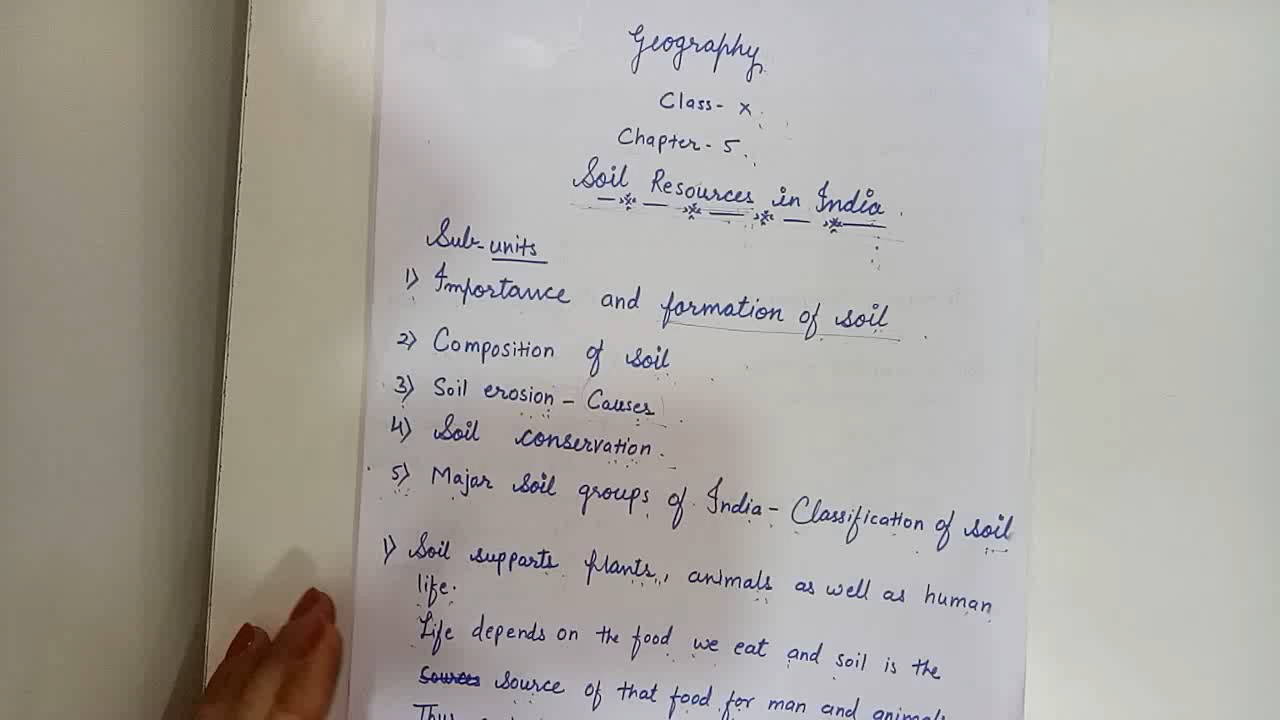 Geography
Class- X
Chapter - 5.
Soil Resources in India.
Sub-units
1) Importance and formation of soil
2) Composition of soil
3) Soil erosion - Causes
4) Soil conservation.
5) Majar soil groups of India - Classification of soil
1) Soil supparts plants, animals as well as human
life.
Life depends on the food we eat and soil is the
Sources source of that food for man and animals
Thus